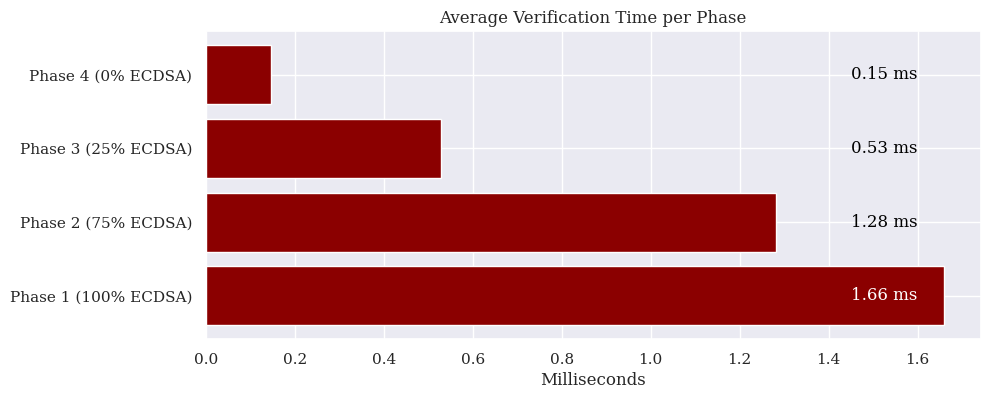 Average Verification Time per Phase
Phase 4 (0% ECDSA)
0.15 ms
Phase 3 (25% ECDSA)
0.53 ms
Phase 2 (75% ECDSA)
1.28 ms
Phase 1 (100% ECDSA)
1.66 ms
0.0 0.2 0.4 0.6 0.8 1.0 1.2 1.4 1.6
Milliseconds